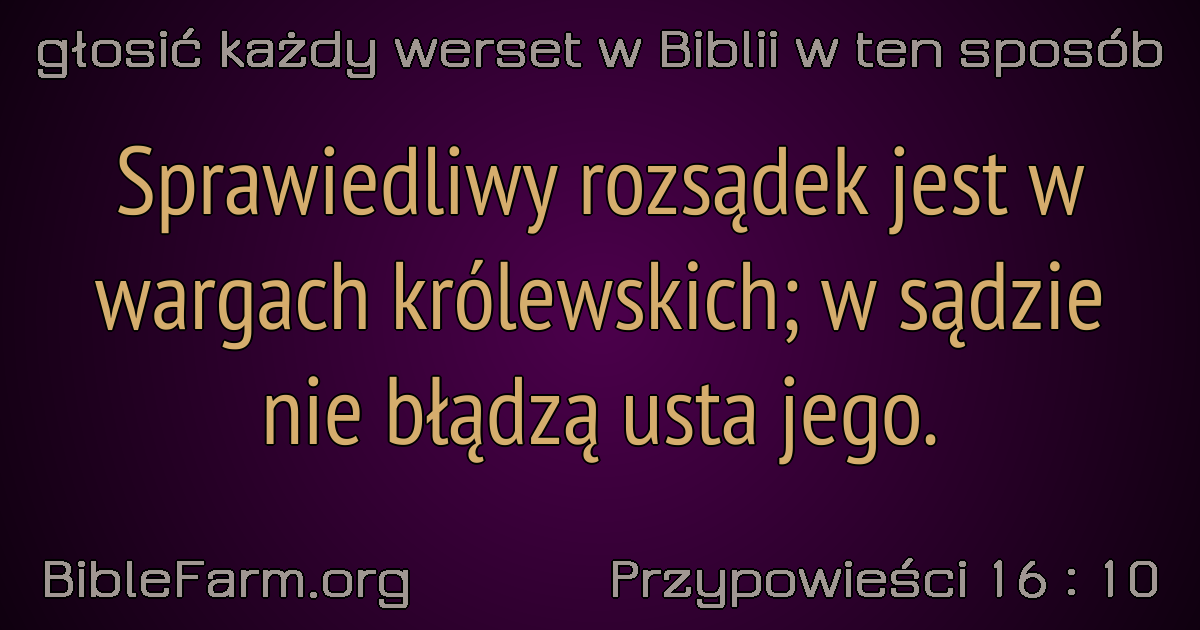 głosić każdy werset w Biblii w ten sposób
Sprawiedliwy rozsądek jest w
wargach królewskich; w sądzie
nie błądzą usta jego.
BibleFarm.org
Przypowieści 16 : 10